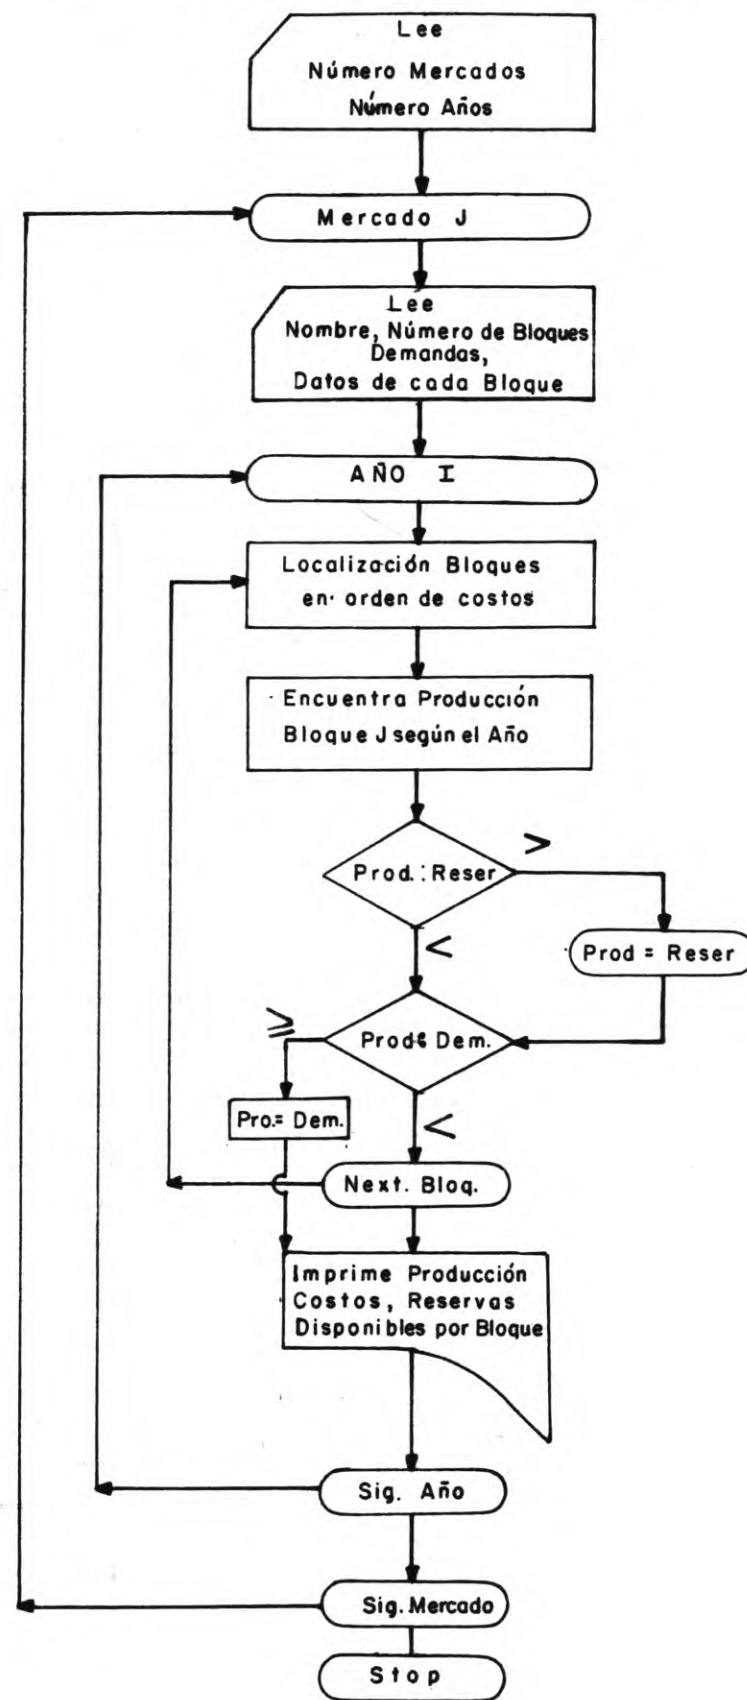 Lee
Número Mercados
Número Años
Mercado J
Lee
Nombre, Número de Bloques
Demandas,
Datos de cada Bloque
AÑO I
Localización Bloques
en orden de costos
Encuentra Producción
Bloque J según el Año
>
Prod.:Reser
<
Prod = Reser
≥
Prod: Dem.
Pro.= Dem.
<
Next. Bloq.
Imprime Producción
Costos, Reservas
Disponibles por Bloque
Sig. Año
Sig. Mercado
Stop